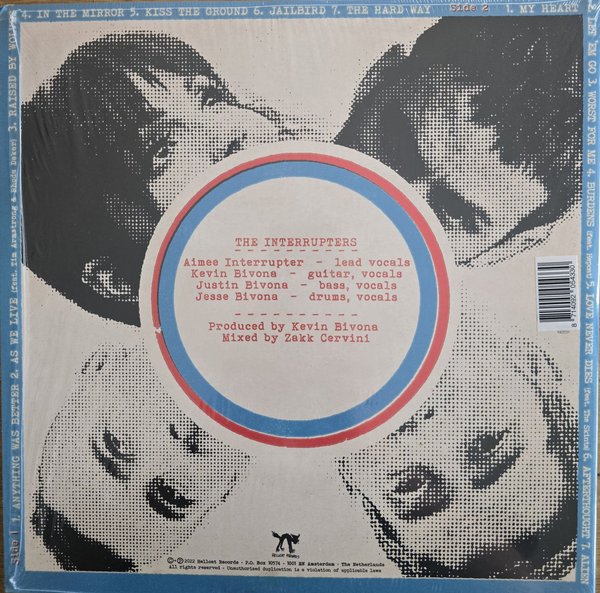 Side 1 1. ANYTHING WAS BETTER 2. AS WE LIVE (feat. Tim Armstrong & Rhoda Dakar) 3. RAISED BY
4. IN THE MIRROR 5. KISS THE GROUND 6. JAILBIRD 7. THE HARD WAY Side 2 1. MY HEART
2. LET 'EM GO 3. WORST FOR ME 4. BURDENS (feat. Hepcat) 5. LOVE NEVER DIES (feat. The Skints) 6. AFTERTHOUGHT 7. ALIEN
THE INTERRUPTERS
Aimee Interrupter - lead vocals
Kevin Bivona - guitar, vocals
Justin Bivona - bass, vocals
Jesse Bivona - drums, vocals
Produced by Kevin Bivona
Mixed by Zakk Cervini
HELLCAT RECORDS
©+℗ 2022 Hellcat Records - P.O. Box 10574 - 1001 EN Amsterdam - The Netherlands
All rights reserved - Unauthorised duplication is a violation of applicable laws